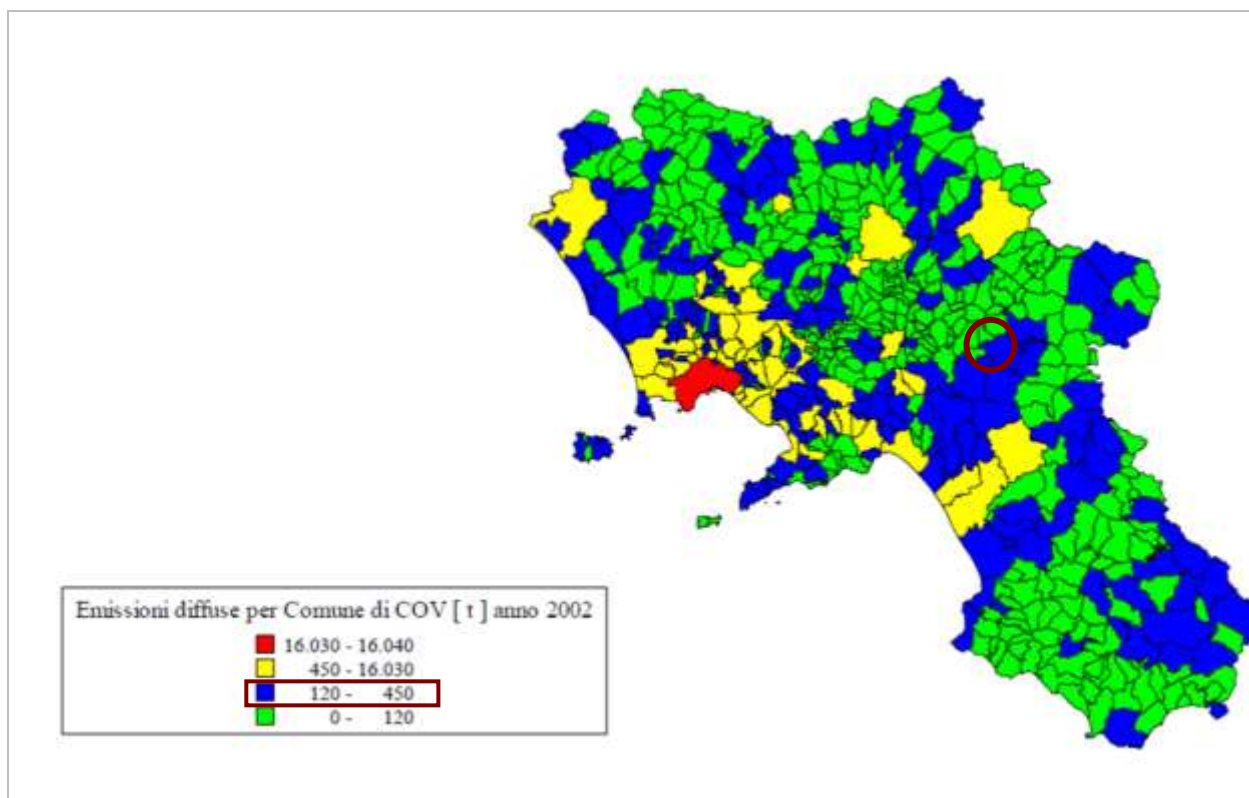 Emissioni diffuse per Comune di COV [ t ] anno 2002
16.030 - 16.040
450 - 16.030
120 - 450
0 - 120